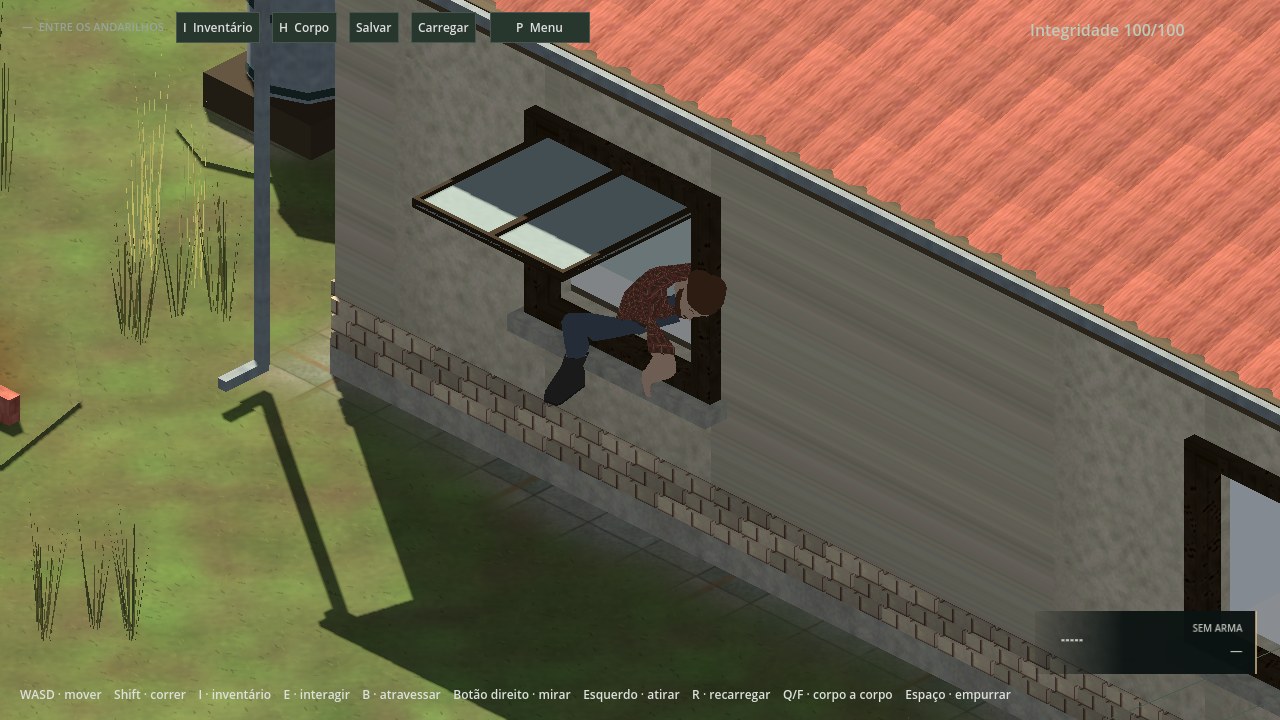 — ENTRE OS ANDARILHOS
I Inventário
H Corpo
Salvar
Carregar
P Menu
Integridade 100/100
SEM ARMA
-----
—
WASD · mover Shift · correr I · inventário E · interagir B · atravessar Botão direito · mirar Esquerdo · atirar R · recarregar Q/F · corpo a corpo Espaço · empurrar